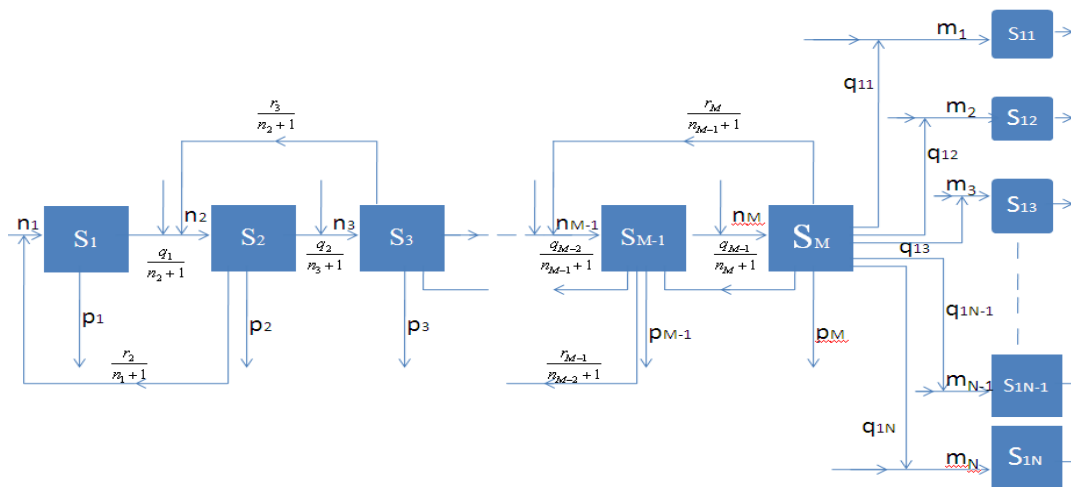 m1
S11
q11
r3/(n2+1)
rM/(nM-1+1)
m2
S12
q12
m3
S13
n1
S1
n2
S2
n3
S3
nM-1
SM-1
nM
SM
q13
q1/(n2+1)
q2/(n3+1)
qM-2/(nM-1+1)
qM-1/(nM+1)
q1N-1
p1
p2
p3
pM-1
pM
r2/(n1+1)
rM-1/(nM-2+1)
mN-1
S1N-1
q1N
mN
S1N